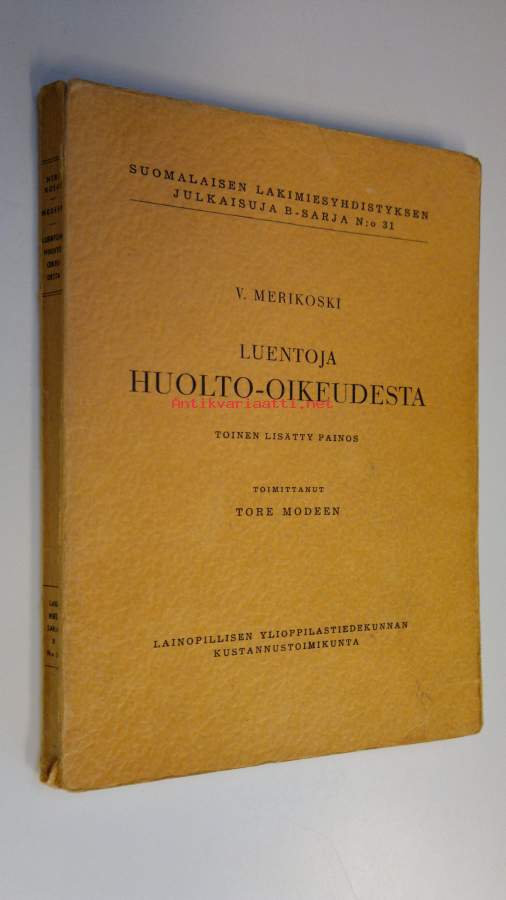 SUOMALAISEN LAKIMIESYHDISTYKSEN
JULKAISUJA B-SARJA N:o 31
V. MERIKOSKI
LUENTOJA
HUOLTO-OIKEUDESTA
Antikvariaatti.net
TOINEN LISÄTTY PAINOS
TOIMITTANUT
TORE MODEEN
LAINOPILLISEN YLIOPPILASTIEDEKUNNAN
KUSTANNUSTOIMIKUNTA